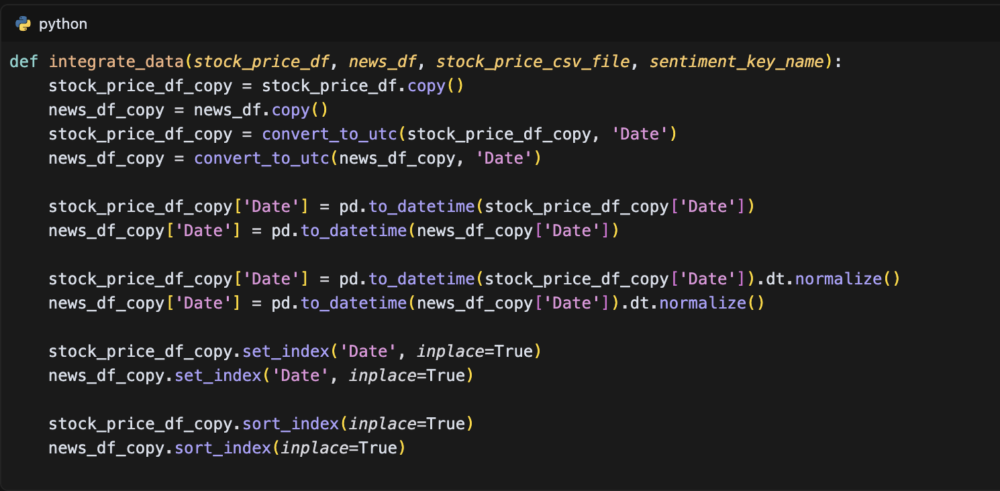 python
def integrate_data(stock_price_df, news_df, stock_price_csv_file, sentiment_key_name):
    stock_price_df_copy = stock_price_df.copy()
    news_df_copy = news_df.copy()
    stock_price_df_copy = convert_to_utc(stock_price_df_copy, 'Date')
    news_df_copy = convert_to_utc(news_df_copy, 'Date')

    stock_price_df_copy['Date'] = pd.to_datetime(stock_price_df_copy['Date'])
    news_df_copy['Date'] = pd.to_datetime(news_df_copy['Date'])

    stock_price_df_copy['Date'] = pd.to_datetime(stock_price_df_copy['Date']).dt.normalize()
    news_df_copy['Date'] = pd.to_datetime(news_df_copy['Date']).dt.normalize()

    stock_price_df_copy.set_index('Date', inplace=True)
    news_df_copy.set_index('Date', inplace=True)

    stock_price_df_copy.sort_index(inplace=True)
    news_df_copy.sort_index(inplace=True)